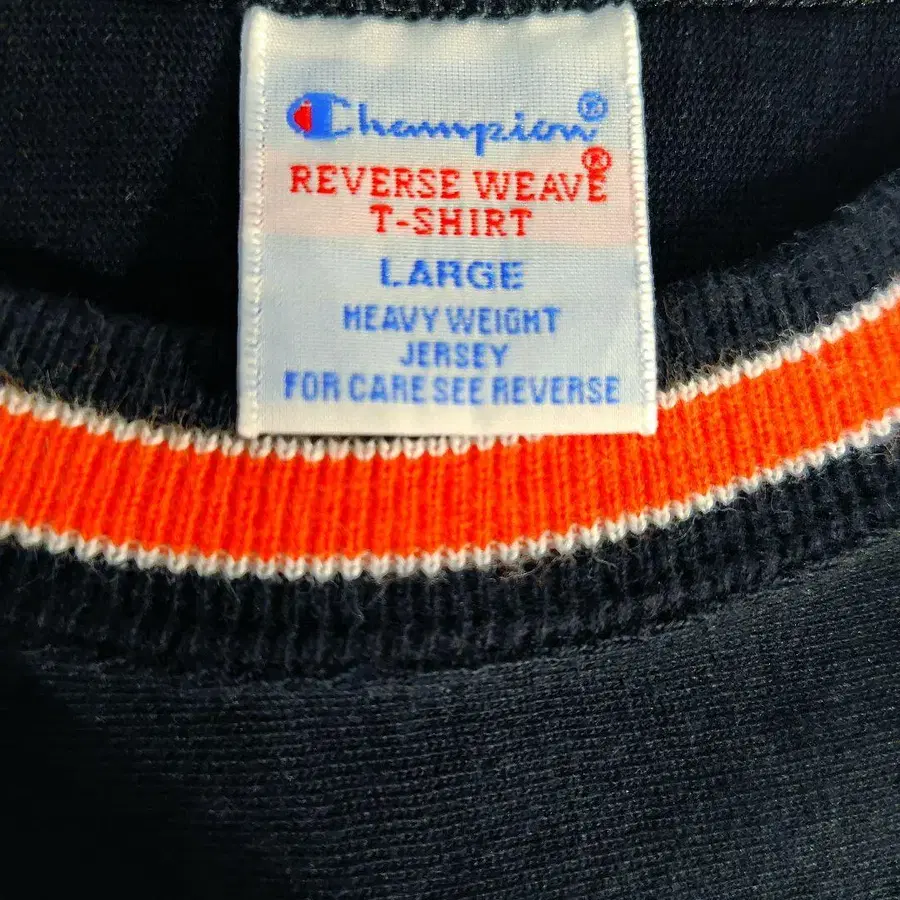 Champion®
REVERSE WEAVE®
T-SHIRT
LARGE
HEAVY WEIGHT
JERSEY
FOR CARE SEE REVERSE